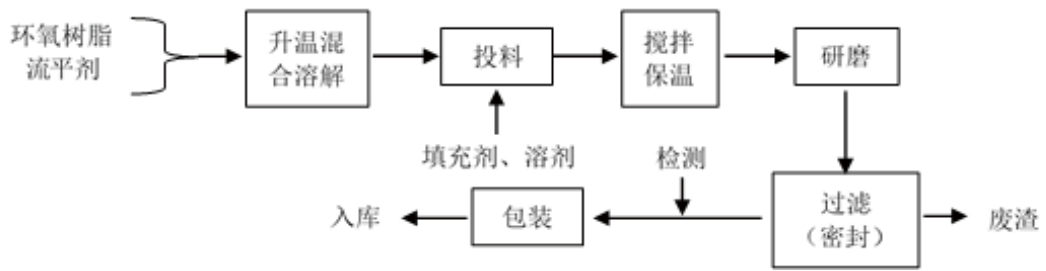 环氧树脂
流平剂
升温混
合溶解
投料
搅拌
保温
研磨
填充剂、溶剂
检测
入库
包装
过滤
（密封）
废渣